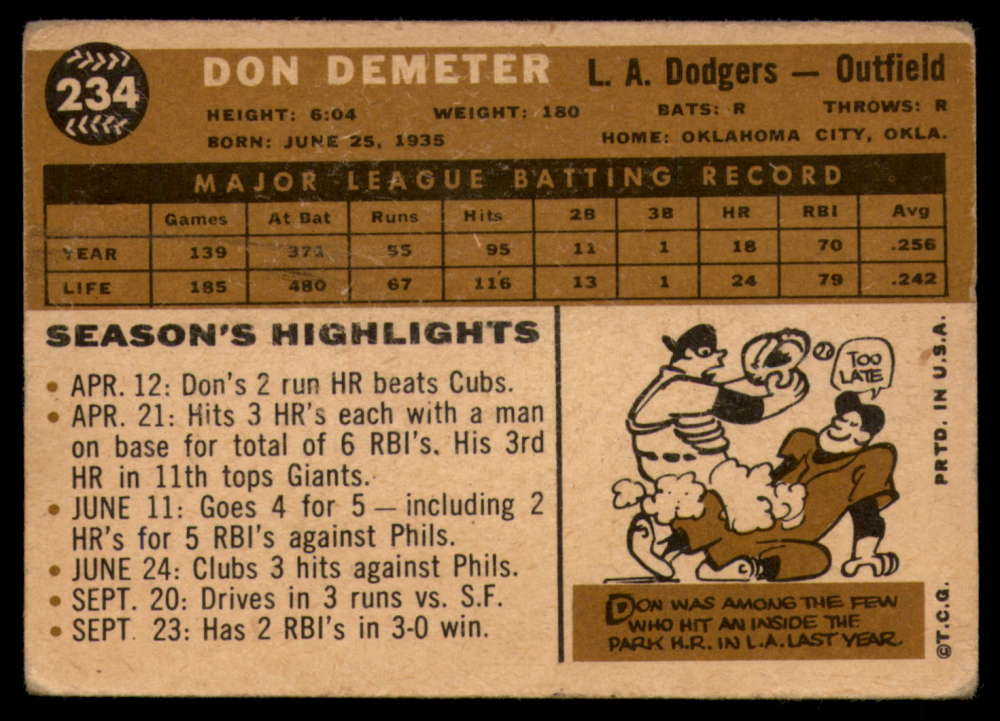 234
DON DEMETER L. A. Dodgers — Outfield
HEIGHT: 6:04 WEIGHT: 180 BATS: R THROWS: R
BORN: JUNE 25, 1935 HOME: OKLAHOMA CITY, OKLA.
MAJOR LEAGUE BATTING RECORD
Games At Bat Runs Hits 2B 3B HR RBI Avg
YEAR 139 371 55 95 11 1 18 70 .256
LIFE 185 480 67 116 13 1 24 79 .242
SEASON'S HIGHLIGHTS
• APR. 12: Don's 2 run HR beats Cubs.
• APR. 21: Hits 3 HR's each with a man
on base for total of 6 RBI's. His 3rd
HR in 11th tops Giants.
• JUNE 11: Goes 4 for 5 — including 2
HR's for 5 RBI's against Phils.
• JUNE 24: Clubs 3 hits against Phils.
• SEPT. 20: Drives in 3 runs vs. S.F.
• SEPT. 23: Has 2 RBI's in 3-0 win.
TOO
LATE
DON WAS AMONG THE FEW
WHO HIT AN INSIDE THE
PARK H.R. IN L.A. LAST YEAR.
PRTD. IN U.S.A.
©T.C.G.